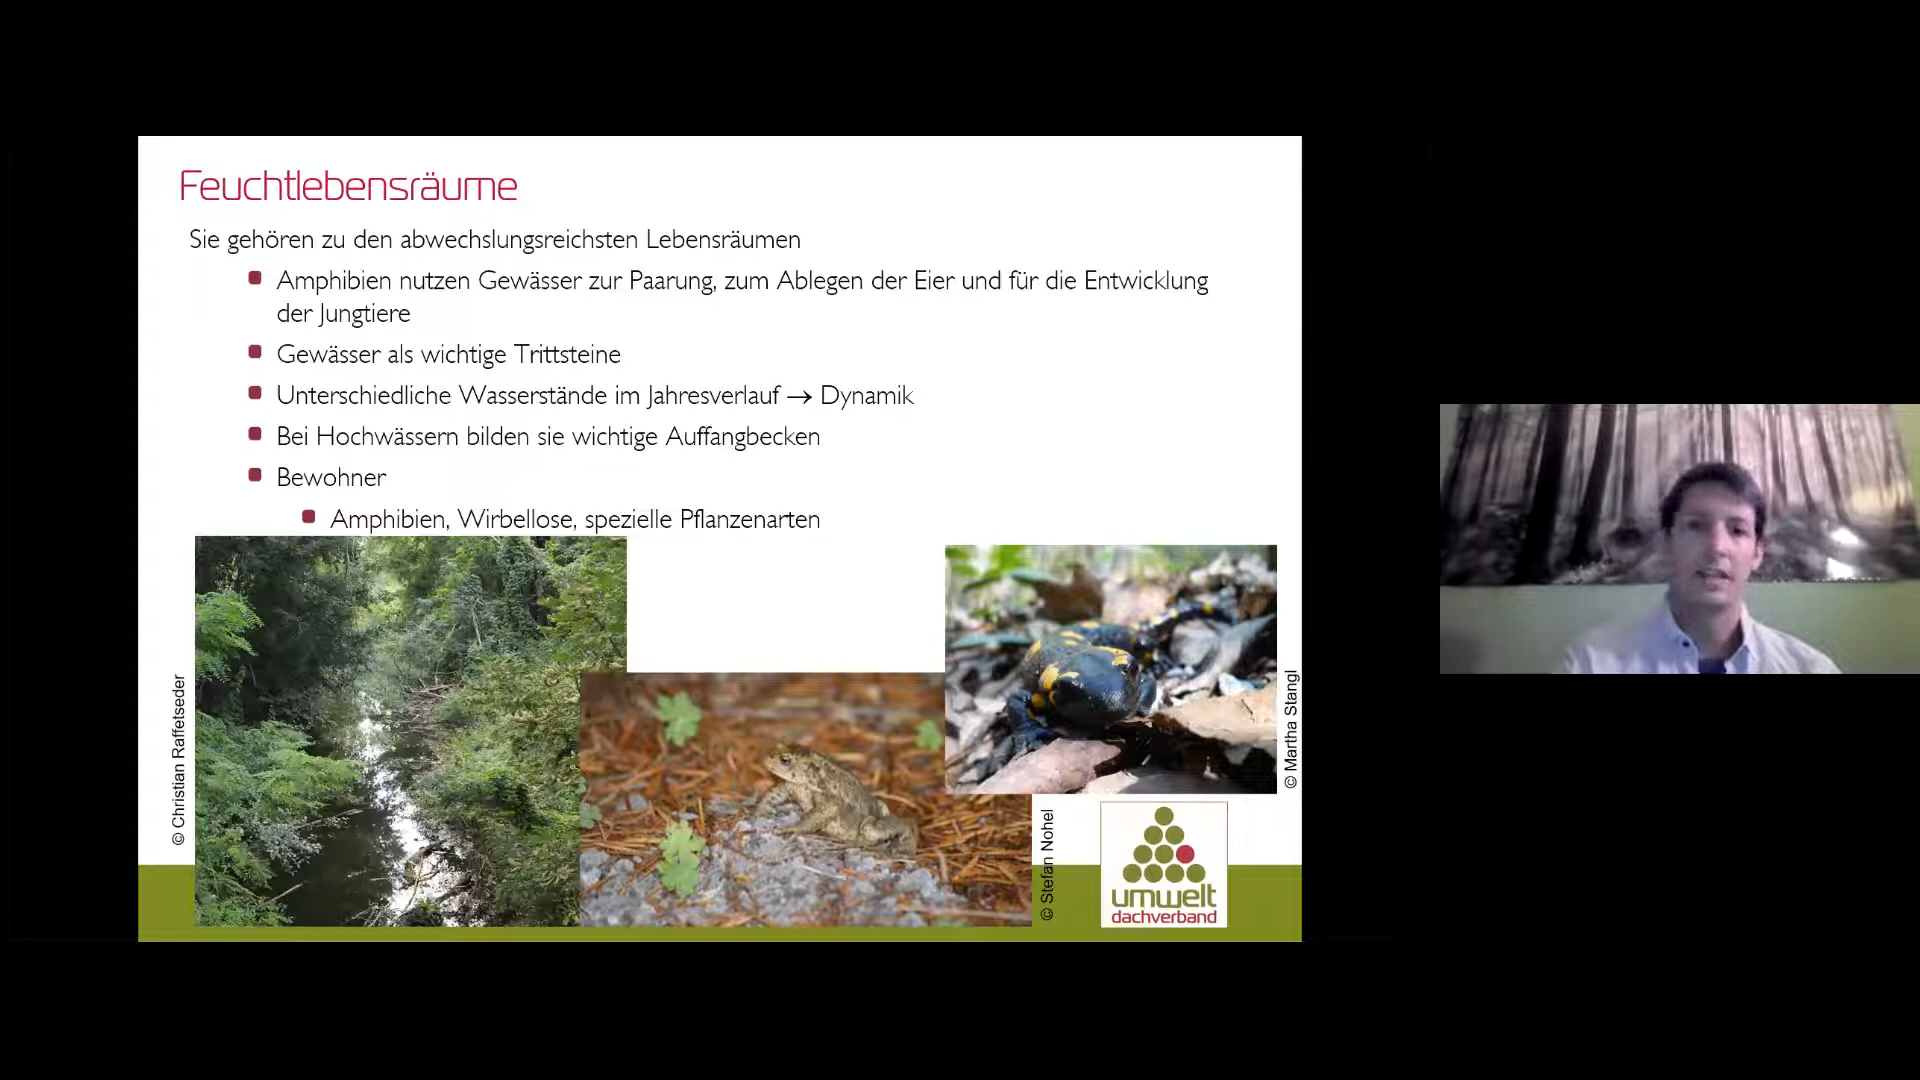 Feuchtlebensräume
Sie gehören zu den abwechslungsreichsten Lebensräumen
Amphibien nutzen Gewässer zur Paarung, zum Ablegen der Eier und für die Entwicklung
der Jungtiere
Gewässer als wichtige Trittsteine
Unterschiedliche Wasserstände im Jahresverlauf → Dynamik
Bei Hochwässern bilden sie wichtige Auffangbecken
Bewohner
Amphibien, Wirbellose, spezielle Pflanzenarten
© Christian Raffetseder
© Stefan Nohel
© Martha Stangl
umwelt
dachverband